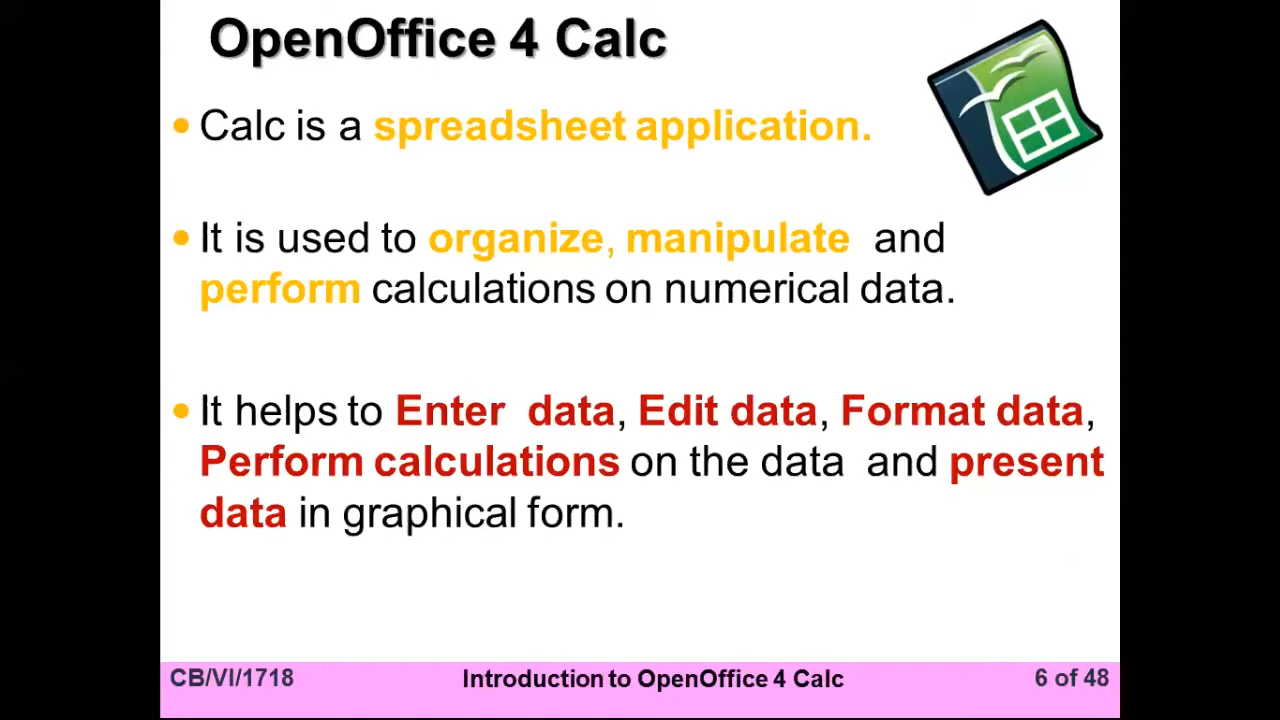 OpenOffice 4 Calc
• Calc is a spreadsheet application.
• It is used to organize, manipulate and
perform calculations on numerical data.
• It helps to Enter data, Edit data, Format data,
Perform calculations on the data and present
data in graphical form.
CB/VI/1718 Introduction to OpenOffice 4 Calc 6 of 48